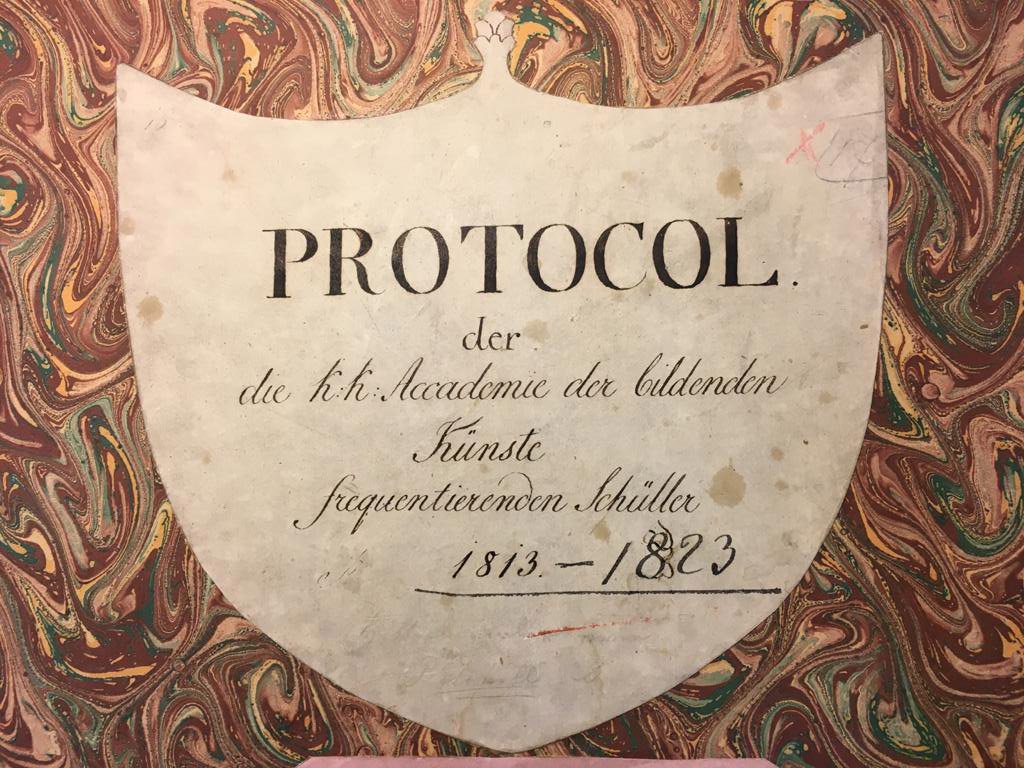 PROTOCOL.
der
die k: k: Accademie der bildenden
Künste
frequentierenden Schüller
1813. – 1823